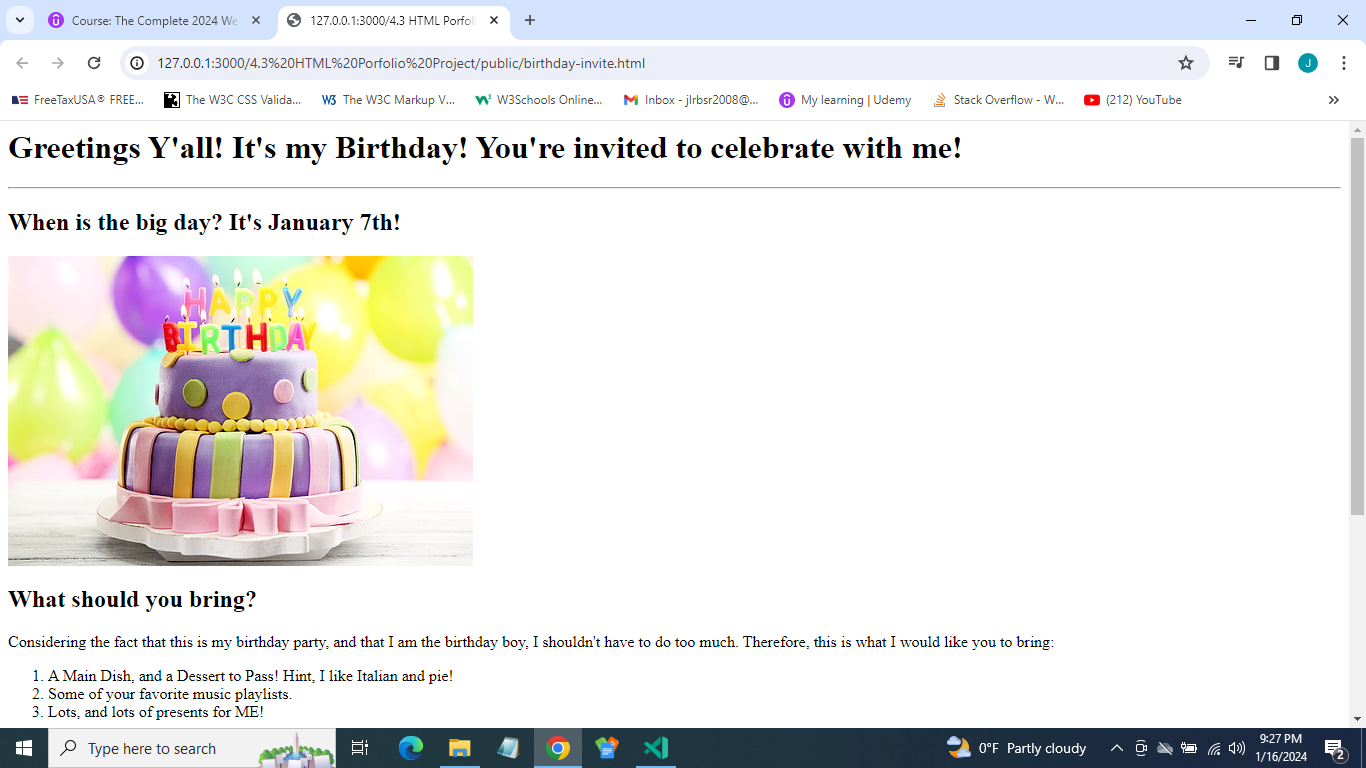 Course: The Complete 2024 We
127.0.0.1:3000/4.3 HTML Porfolio
127.0.0.1:3000/4.3%20HTML%20Porfolio%20Project/public/birthday-invite.html
J
FreeTaxUSA® FREE...
The W3C CSS Valida...
W3 The W3C Markup V...
W3Schools Online...
Inbox - jlrbsr2008@...
My learning | Udemy
Stack Overflow - W...
(212) YouTube
Greetings Y'all! It's my Birthday! You're invited to celebrate with me!
When is the big day? It's January 7th!
HAPPY
BIRTHDAY
What should you bring?
Considering the fact that this is my birthday party, and that I am the birthday boy, I shouldn't have to do too much. Therefore, this is what I would like you to bring:
1. A Main Dish, and a Dessert to Pass! Hint, I like Italian and pie!
2. Some of your favorite music playlists.
3. Lots, and lots of presents for ME!
Type here to search
0°F Partly cloudy
9:27 PM
1/16/2024
2